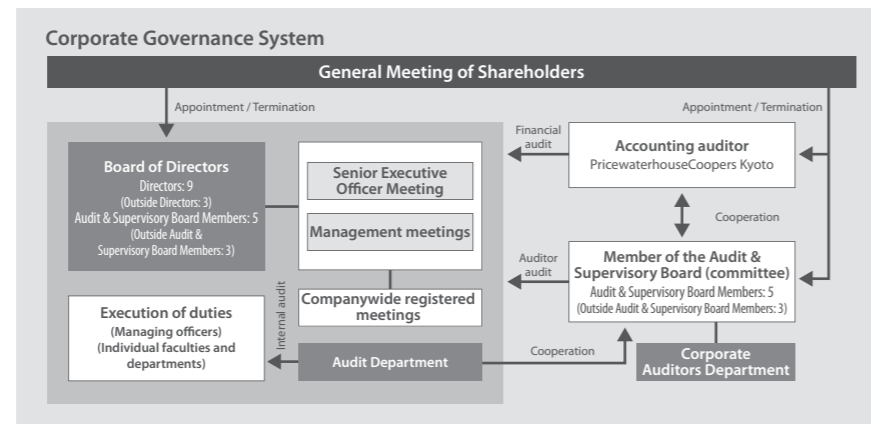 Corporate Governance System
General Meeting of Shareholders
Appointment / Termination
Appointment / Termination
Board of Directors
Directors: 9
(Outside Directors: 3)
Audit & Supervisory Board Members: 5
(Outside Audit &
Supervisory Board Members: 3)
Senior Executive
Officer Meeting
Management meetings
Companywide registered
meetings
Financial
audit
Accounting auditor
PricewaterhouseCoopers Kyoto
Cooperation
Auditor
audit
Member of the Audit &
Supervisory Board (committee)
Audit & Supervisory Board Members: 5
(Outside Audit & Supervisory Board Members: 3)
Execution of duties
(Managing officers)
(Individual faculties and
departments)
Internal audit
Audit Department
Cooperation
Corporate
Auditors Department